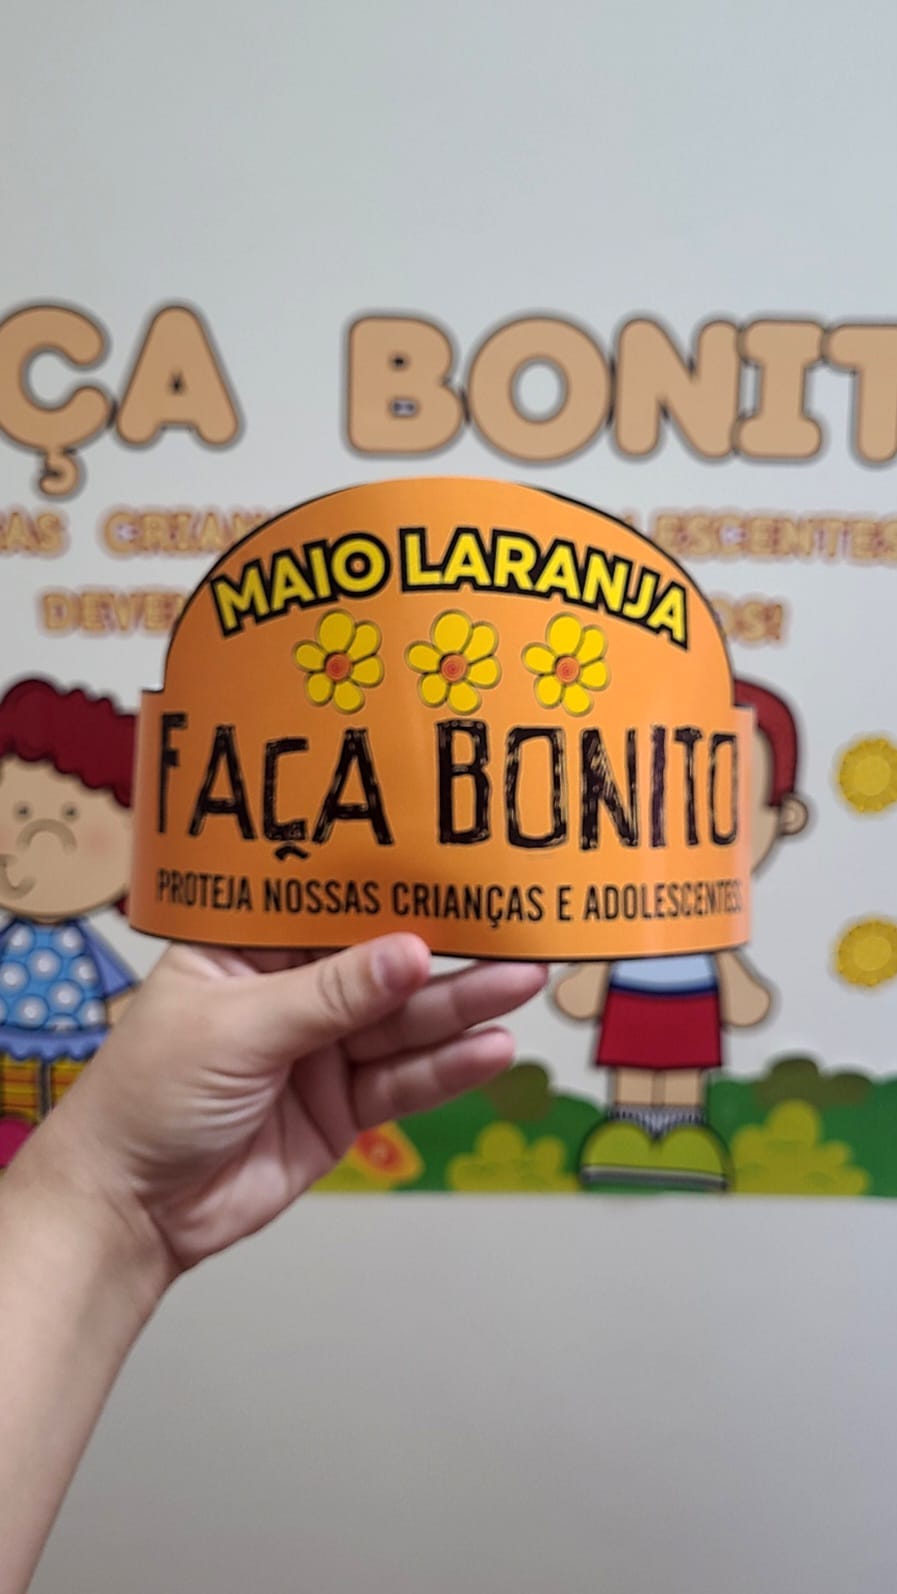 ÇA BONIT
MAIO LARANJA
FAÇA BONITO
PROTEJA NOSSAS CRIANÇAS E ADOLESCENTES